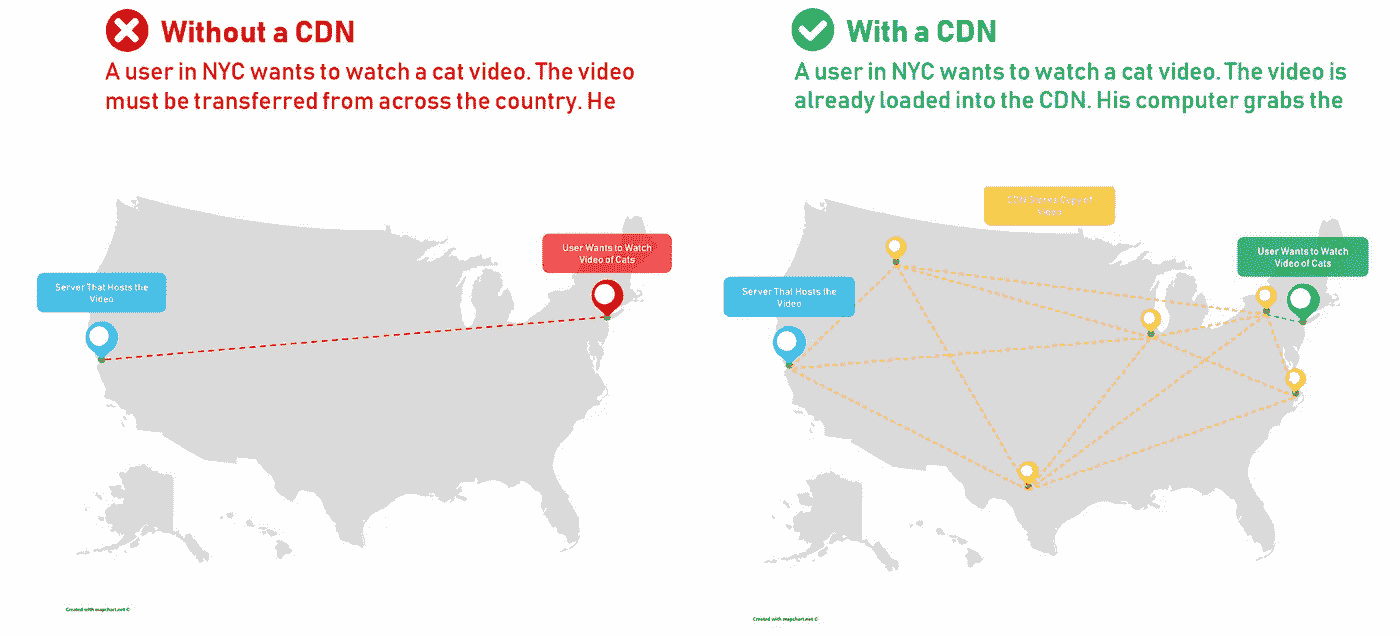 Without a CDN
A user in NYC wants to watch a cat video. The video
must be transferred from across the country. He
User Wants to Watch
Video of Cats
Server That Hosts the
Video
Created with mapchart.net ©
With a CDN
A user in NYC wants to watch a cat video. The video is
already loaded into the CDN. His computer grabs the
CDN Stores Copy of
Video
User Wants to Watch
Video of Cats
Server That Hosts the
Video
Created with mapchart.net ©